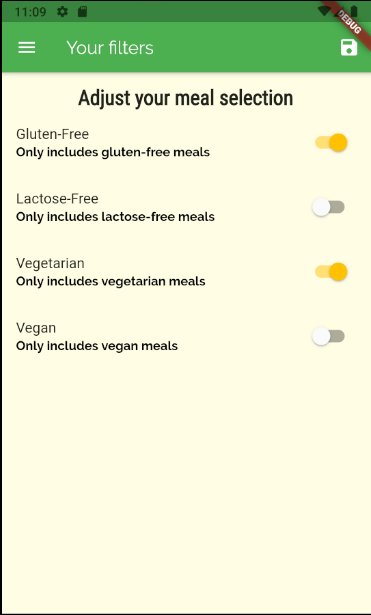 11:09
DEBUG
Your filters
Adjust your meal selection
Gluten-Free
Only includes gluten-free meals
Lactose-Free
Only includes lactose-free meals
Vegetarian
Only includes vegetarian meals
Vegan
Only includes vegan meals